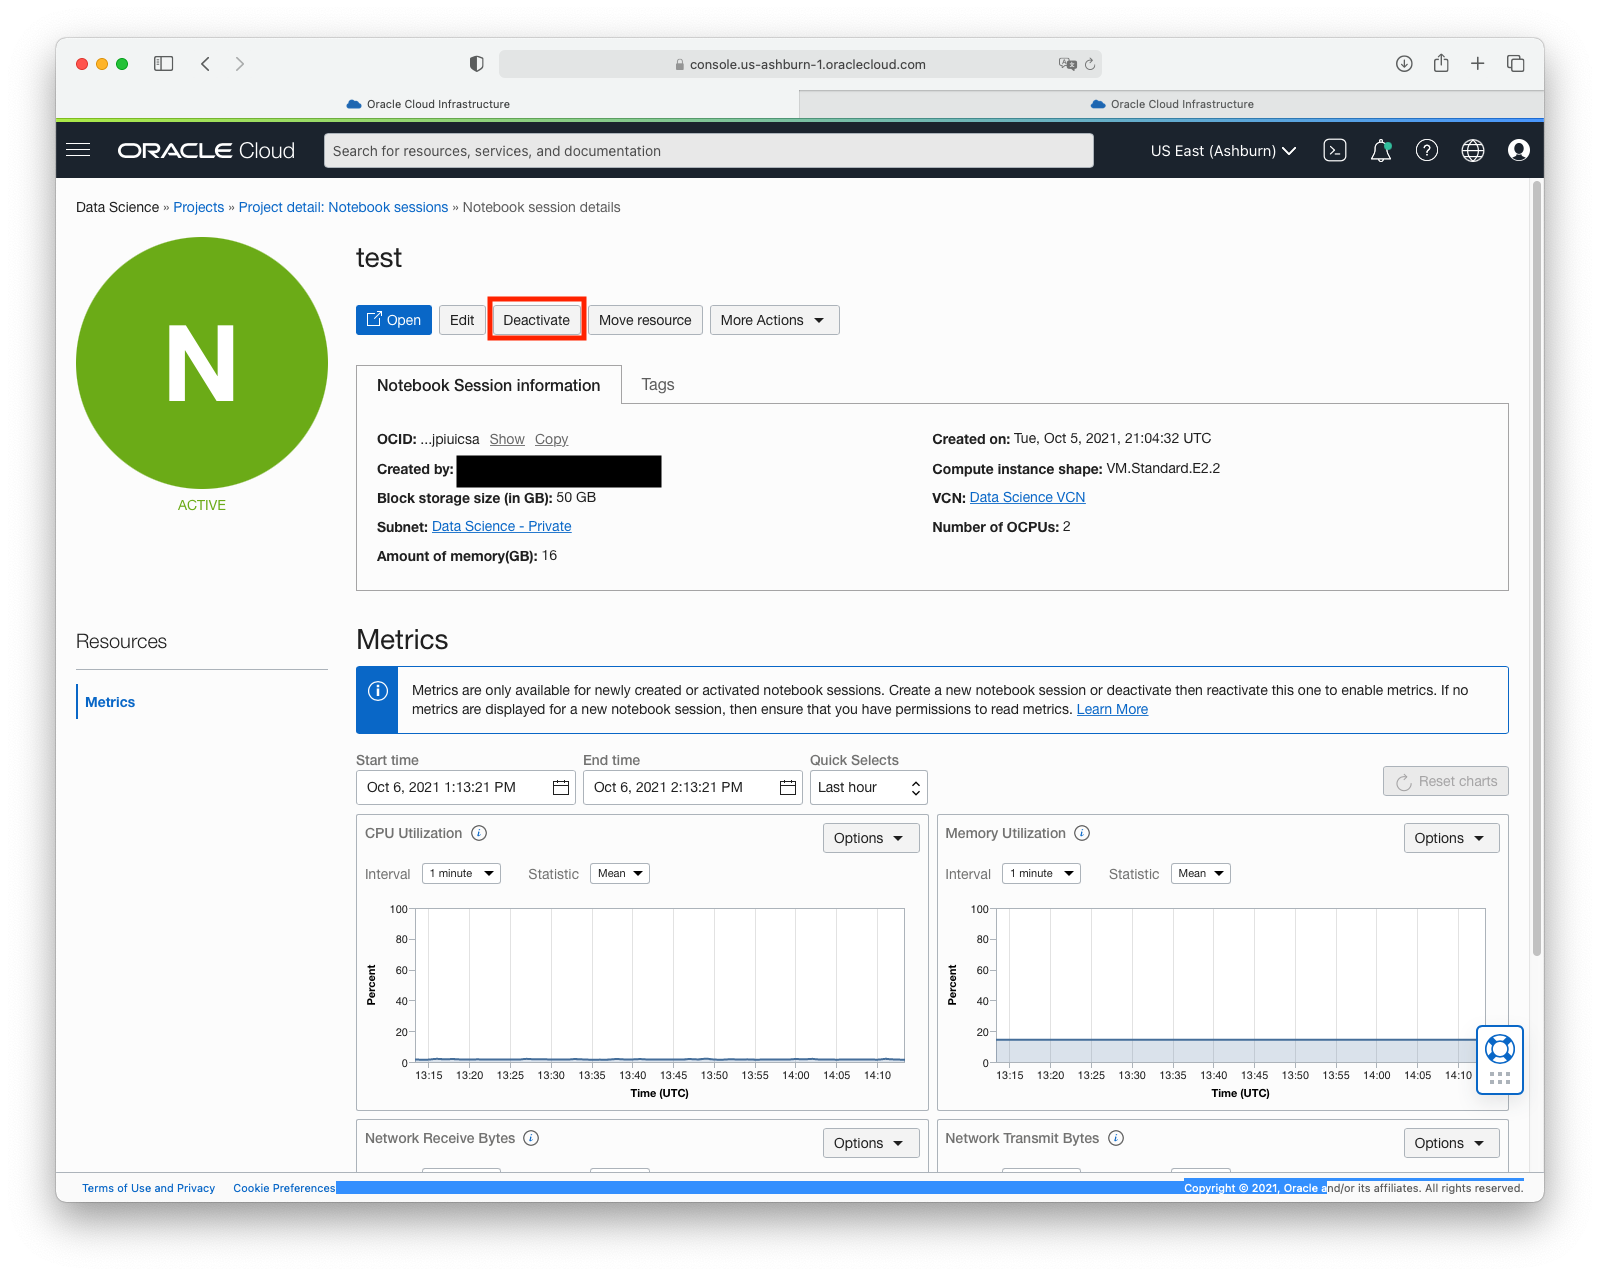 console.us-ashburn-1.oraclecloud.com
Oracle Cloud Infrastructure
Oracle Cloud Infrastructure
ORACLE Cloud
Search for resources, services, and documentation
US East (Ashburn)
Data Science » Projects » Project detail: Notebook sessions » Notebook session details
N
ACTIVE
test
Open
Edit
Deactivate
Move resource
More Actions
Notebook Session information
Tags
OCID: ...jpiuicsa Show Copy
Created by:
Block storage size (in GB): 50 GB
Subnet: Data Science - Private
Amount of memory(GB): 16
Created on: Tue, Oct 5, 2021, 21:04:32 UTC
Compute instance shape: VM.Standard.E2.2
VCN: Data Science VCN
Number of OCPUs: 2
Resources
Metrics
Metrics
Metrics are only available for newly created or activated notebook sessions. Create a new notebook session or deactivate then reactivate this one to enable metrics. If no
metrics are displayed for a new notebook session, then ensure that you have permissions to read metrics. Learn More
Start time
Oct 6, 2021 1:13:21 PM
End time
Oct 6, 2021 2:13:21 PM
Quick Selects
Last hour
Reset charts
CPU Utilization
Options
Interval 1 minute Statistic Mean
100
80
60
40
20
0
Percent
13:15 13:20 13:25 13:30 13:35 13:40 13:45 13:50 13:55 14:00 14:05 14:10
Time (UTC)
Memory Utilization
Options
Interval 1 minute Statistic Mean
100
80
60
40
20
0
Percent
13:15 13:20 13:25 13:30 13:35 13:40 13:45 13:50 13:55 14:00 14:05 14:10
Time (UTC)
Network Receive Bytes
Options
Network Transmit Bytes
Options
Terms of Use and Privacy
Cookie Preferences
Copyright © 2021, Oracle and/or its affiliates. All rights reserved.